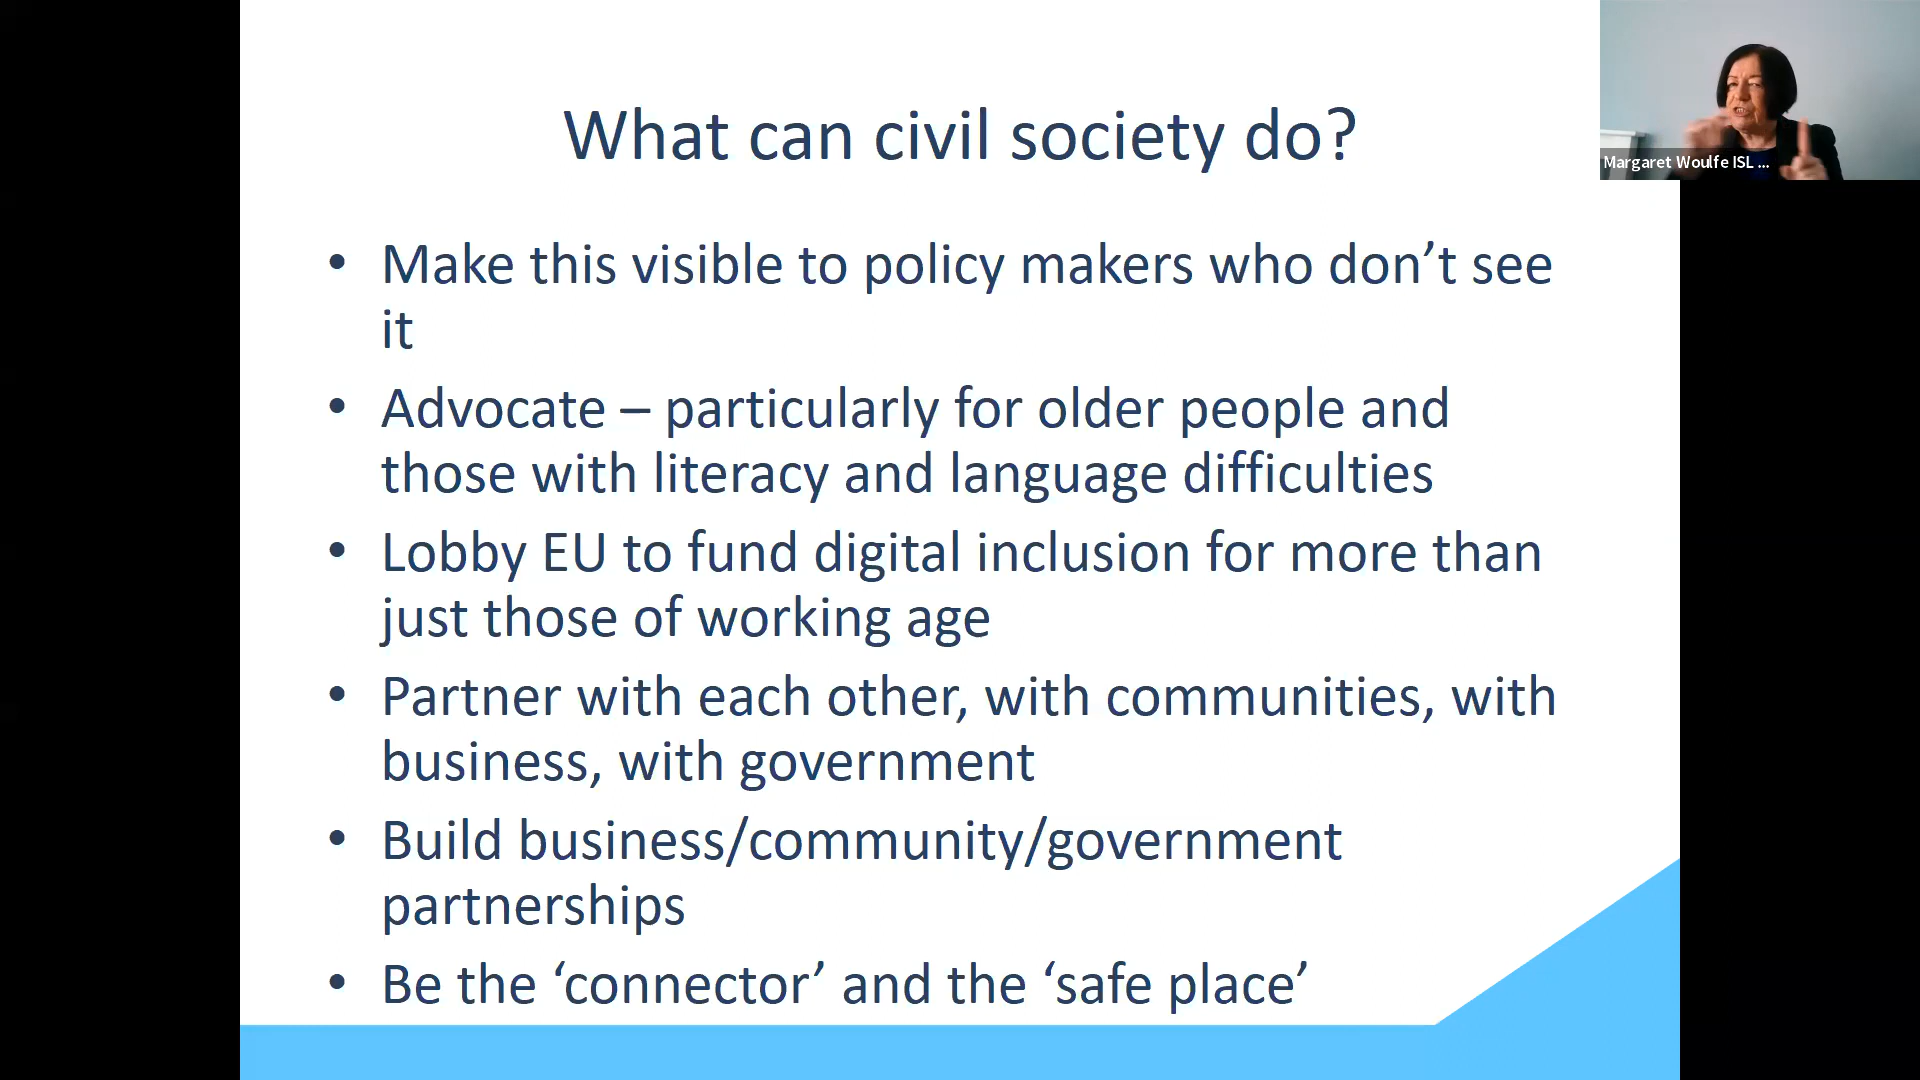 What can civil society do?
Margaret Woulfe ISL ...
• Make this visible to policy makers who don’t see
it
• Advocate – particularly for older people and
those with literacy and language difficulties
• Lobby EU to fund digital inclusion for more than
just those of working age
• Partner with each other, with communities, with
business, with government
• Build business/community/government
partnerships
• Be the ‘connector’ and the ‘safe place’